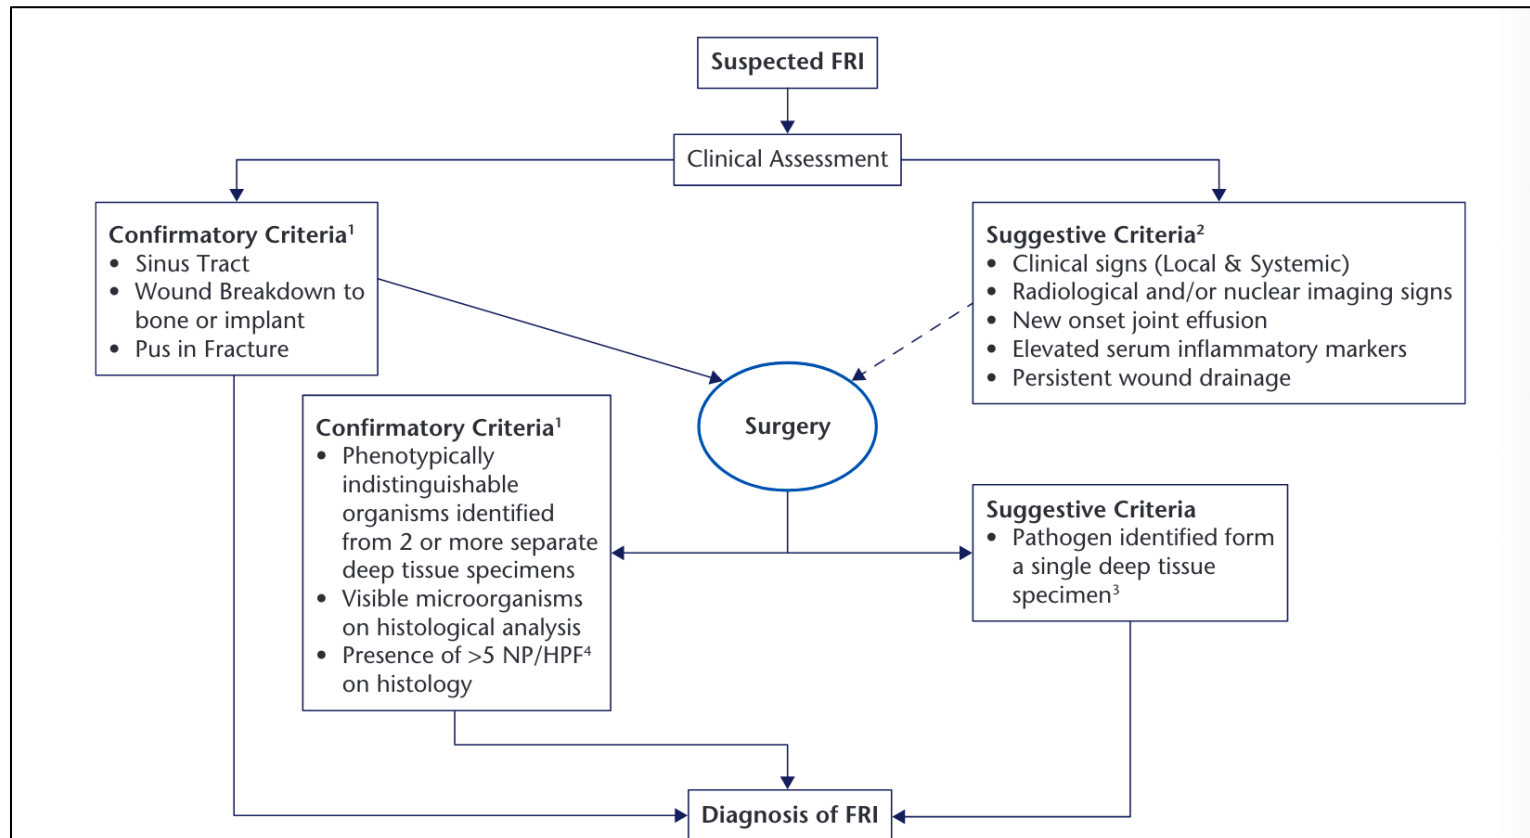 Suspected FRI
Clinical Assessment
Confirmatory Criteria¹
• Sinus Tract
• Wound Breakdown to
bone or implant
• Pus in Fracture
Suggestive Criteria²
• Clinical signs (Local & Systemic)
• Radiological and/or nuclear imaging signs
• New onset joint effusion
• Elevated serum inflammatory markers
• Persistent wound drainage
Surgery
Confirmatory Criteria¹
• Phenotypically
indistinguishable
organisms identified
from 2 or more separate
deep tissue specimens
• Visible microorganisms
on histological analysis
• Presence of >5 NP/HPF⁴
on histology
Suggestive Criteria
• Pathogen identified form
a single deep tissue
specimen³
Diagnosis of FRI